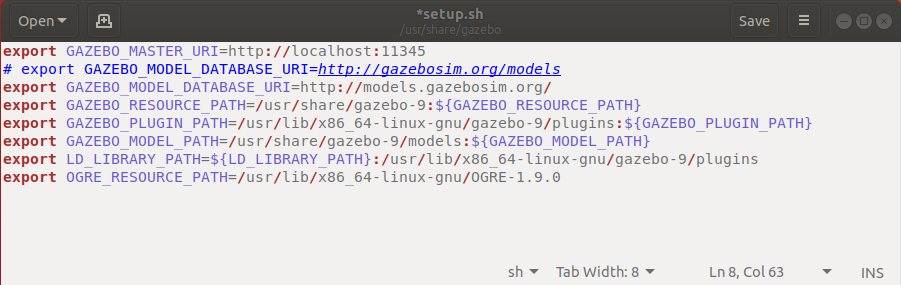 Open
*setup.sh
/usr/share/gazebo
Save
export GAZEBO_MASTER_URI=http://localhost:11345
# export GAZEBO_MODEL_DATABASE_URI=http://gazebosim.org/models
export GAZEBO_MODEL_DATABASE_URI=http://models.gazebosim.org/
export GAZEBO_RESOURCE_PATH=/usr/share/gazebo-9:${GAZEBO_RESOURCE_PATH}
export GAZEBO_PLUGIN_PATH=/usr/lib/x86_64-linux-gnu/gazebo-9/plugins:${GAZEBO_PLUGIN_PATH}
export GAZEBO_MODEL_PATH=/usr/share/gazebo-9/models:${GAZEBO_MODEL_PATH}
export LD_LIBRARY_PATH=${LD_LIBRARY_PATH}:/usr/lib/x86_64-linux-gnu/gazebo-9/plugins
export OGRE_RESOURCE_PATH=/usr/lib/x86_64-linux-gnu/OGRE-1.9.0
sh Tab Width: 8 Ln 8, Col 63 INS